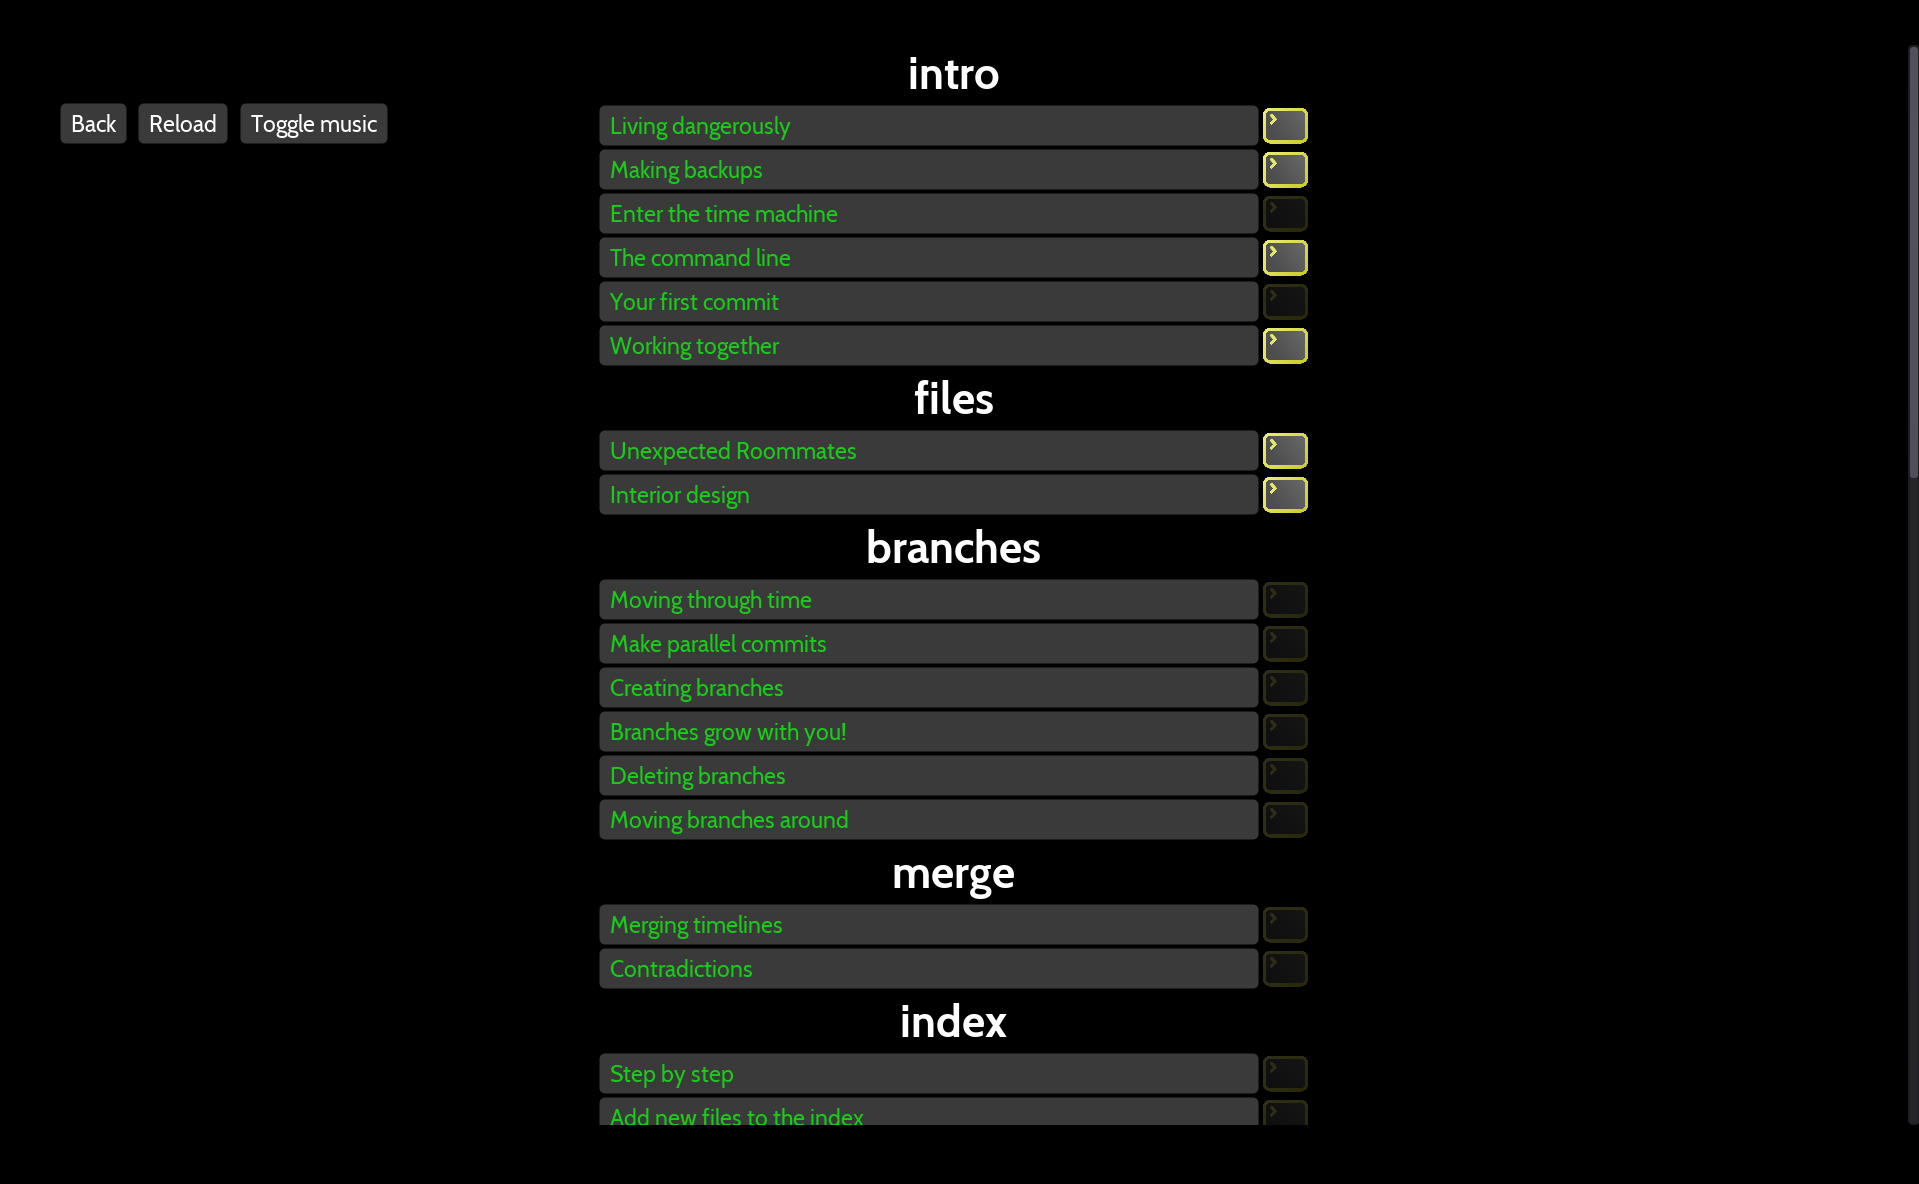 Back Reload Toggle music
intro
Living dangerously
Making backups
Enter the time machine
The command line
Your first commit
Working together
files
Unexpected Roommates
Interior design
branches
Moving through time
Make parallel commits
Creating branches
Branches grow with you!
Deleting branches
Moving branches around
merge
Merging timelines
Contradictions
index
Step by step
Add new files to the index